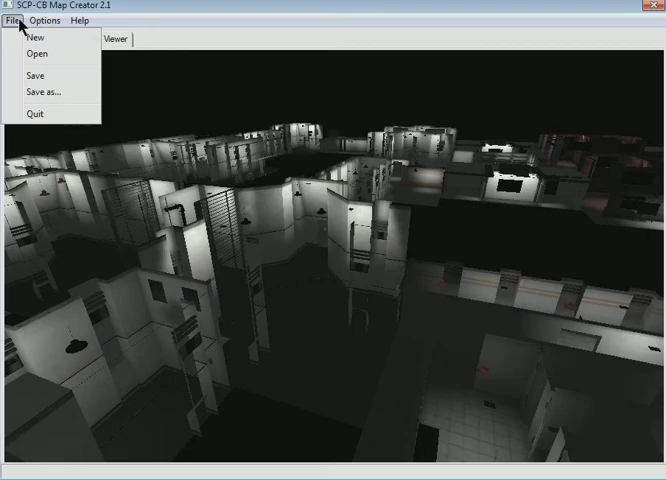 SCP-CB Map Creator 2.1
File Options Help
New
Viewer
Open
Save
Save as...
Quit